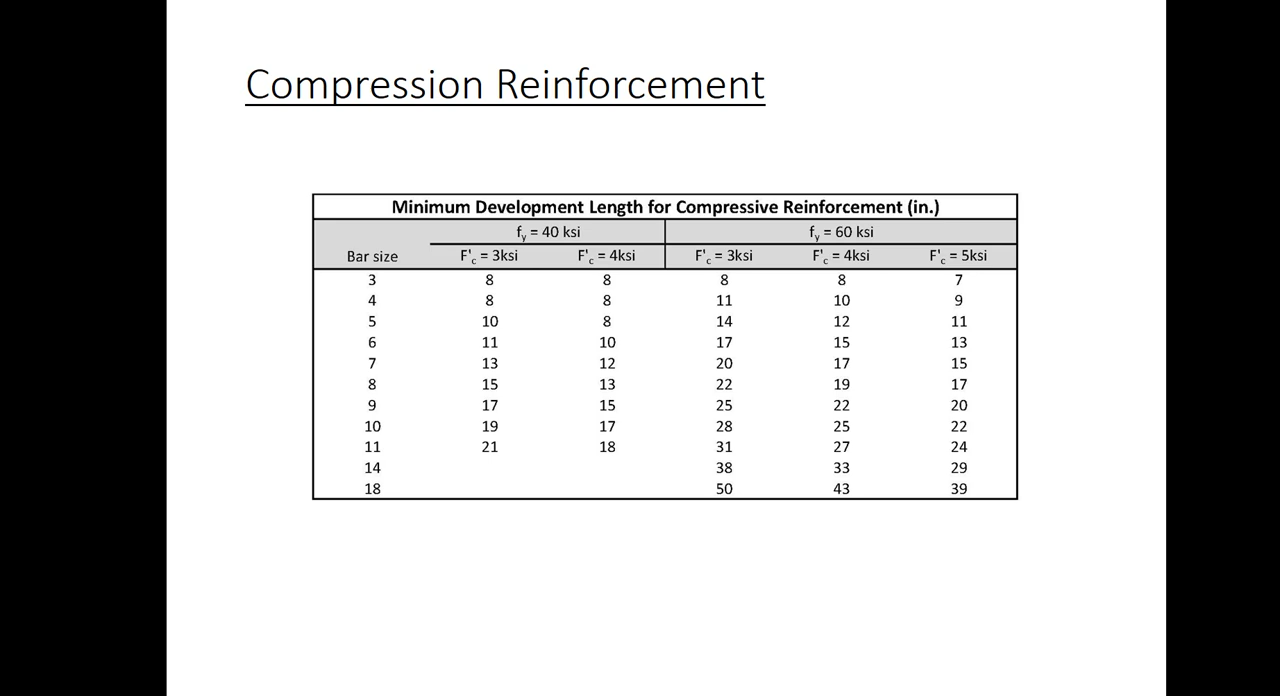 Compression Reinforcement
Minimum Development Length for Compressive Reinforcement (in.)
fy = 40 ksi fy = 60 ksi
Bar size F'c = 3ksi F'c = 4ksi F'c = 3ksi F'c = 4ksi F'c = 5ksi
3 8 8 8 8 7
4 8 8 11 10 9
5 10 8 14 12 11
6 11 10 17 15 13
7 13 12 20 17 15
8 15 13 22 19 17
9 17 15 25 22 20
10 19 17 28 25 22
11 21 18 31 27 24
14 38 33 29
18 50 43 39